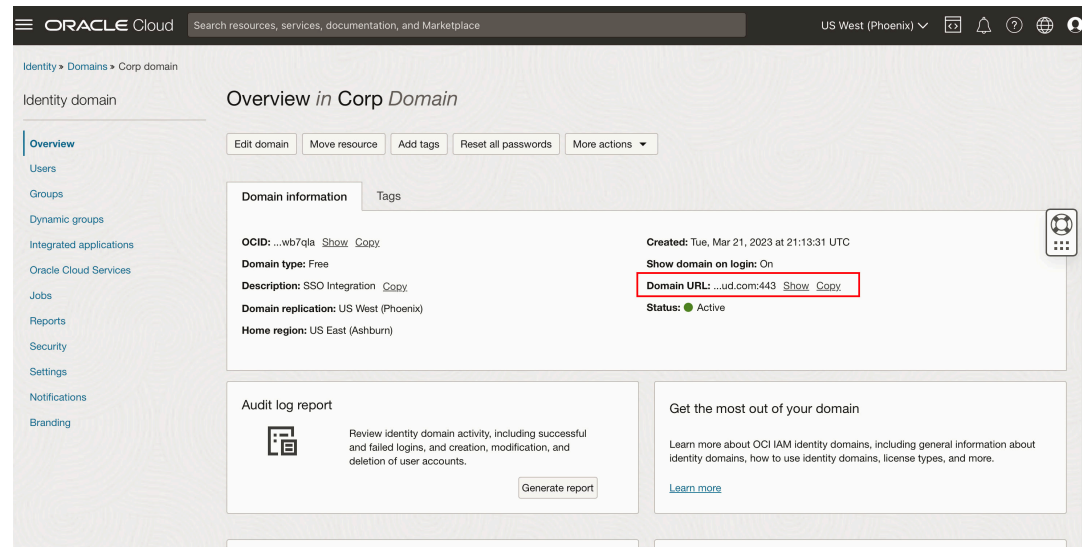 ORACLE Cloud
Search resources, services, documentation, and Marketplace
US West (Phoenix)
Identity » Domains » Corp domain
Identity domain
Overview
Users
Groups
Dynamic groups
Integrated applications
Oracle Cloud Services
Jobs
Reports
Security
Settings
Notifications
Branding
Overview in Corp Domain
Edit domain
Move resource
Add tags
Reset all passwords
More actions
Domain information
Tags
OCID: ...wb7qla Show Copy
Domain type: Free
Description: SSO Integration Copy
Domain replication: US West (Phoenix)
Home region: US East (Ashburn)
Created: Tue, Mar 21, 2023 at 21:13:31 UTC
Show domain on login: On
Domain URL: ...ud.com:443 Show Copy
Status: Active
Audit log report
Review identity domain activity, including successful
and failed logins, and creation, modification, and
deletion of user accounts.
Generate report
Get the most out of your domain
Learn more about OCI IAM identity domains, including general information about
identity domains, how to use identity domains, license types, and more.
Learn more